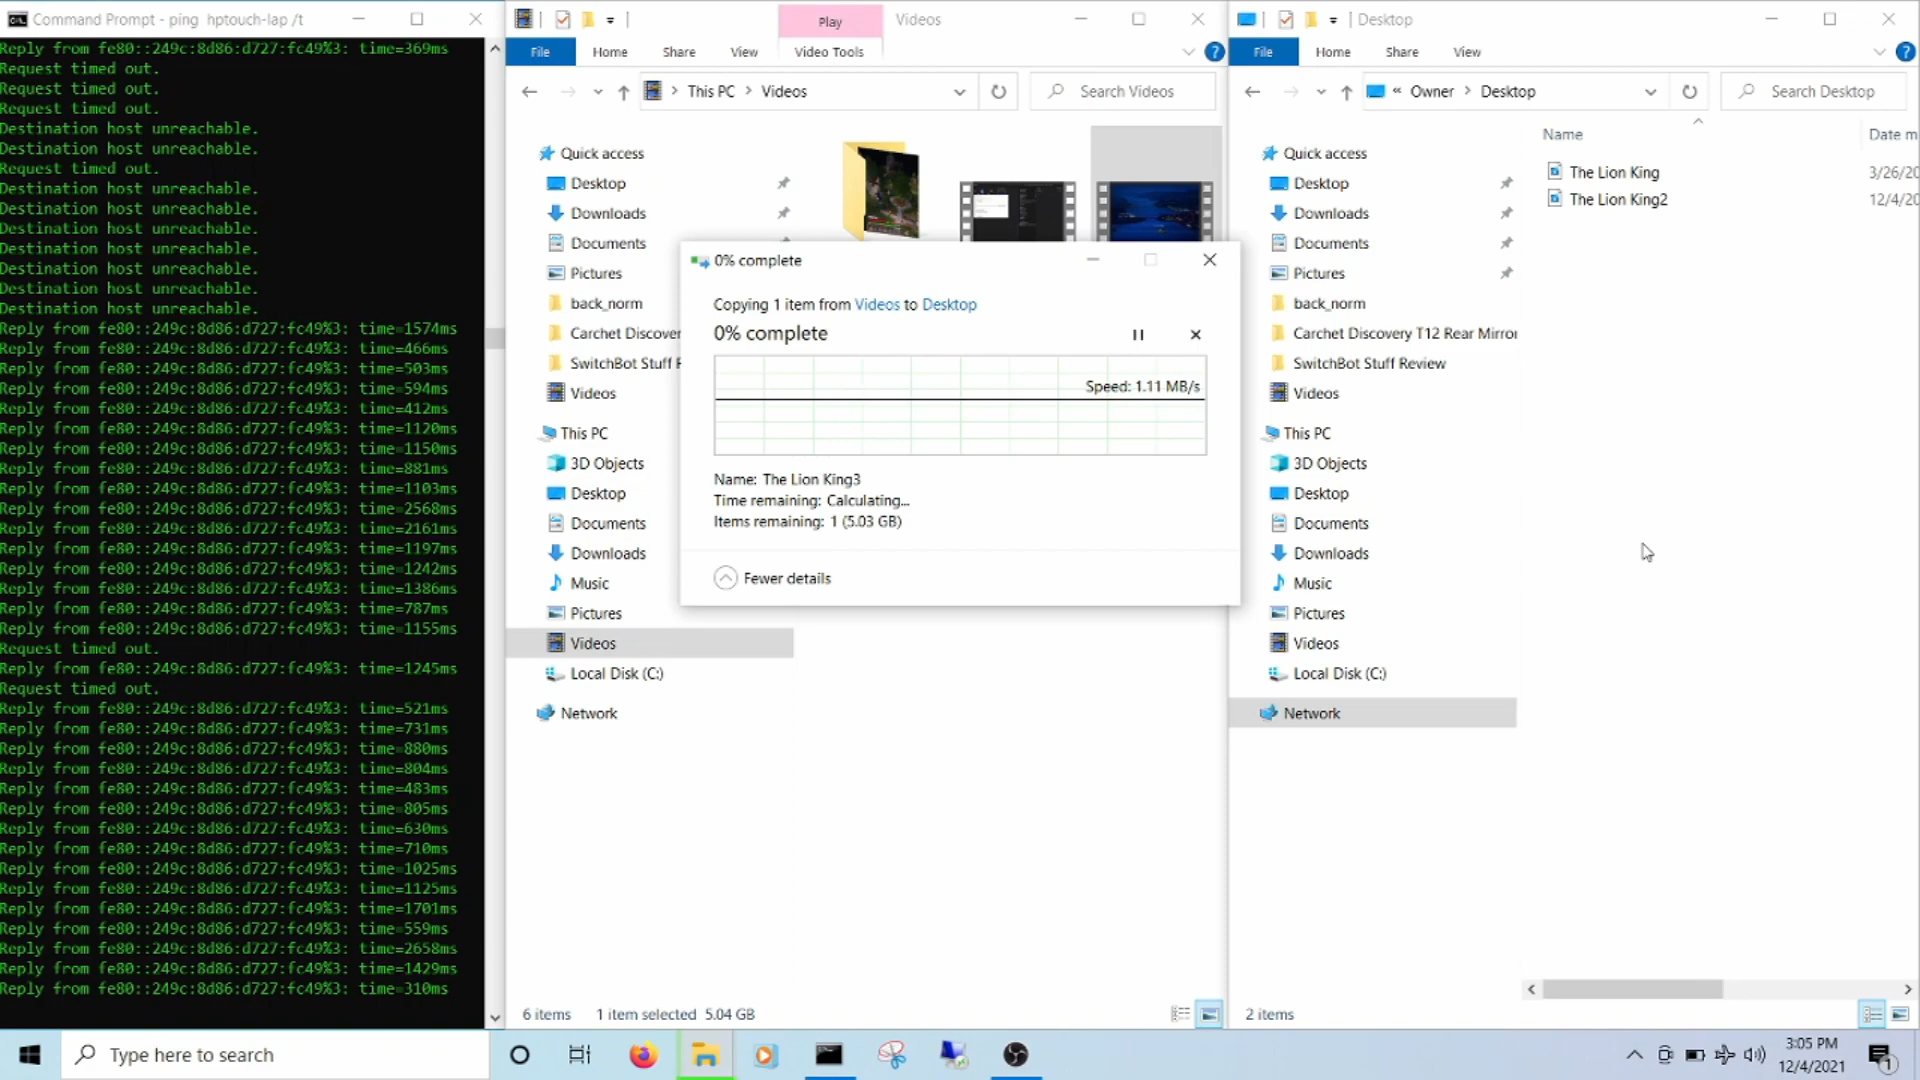 Command Prompt - ping hptouch-lap /t
Reply from fe80::249c:8d86:d727:fc49%3: time=369ms
Request timed out.
Request timed out.
Request timed out.
Destination host unreachable.
Destination host unreachable.
Request timed out.
Destination host unreachable.
Destination host unreachable.
Destination host unreachable.
Destination host unreachable.
Destination host unreachable.
Destination host unreachable.
Destination host unreachable.
Reply from fe80::249c:8d86:d727:fc49%3: time=1574ms
Reply from fe80::249c:8d86:d727:fc49%3: time=466ms
Reply from fe80::249c:8d86:d727:fc49%3: time=503ms
Reply from fe80::249c:8d86:d727:fc49%3: time=594ms
Reply from fe80::249c:8d86:d727:fc49%3: time=412ms
Reply from fe80::249c:8d86:d727:fc49%3: time=1120ms
Reply from fe80::249c:8d86:d727:fc49%3: time=1150ms
Reply from fe80::249c:8d86:d727:fc49%3: time=881ms
Reply from fe80::249c:8d86:d727:fc49%3: time=1103ms
Reply from fe80::249c:8d86:d727:fc49%3: time=2568ms
Reply from fe80::249c:8d86:d727:fc49%3: time=2161ms
Reply from fe80::249c:8d86:d727:fc49%3: time=1197ms
Reply from fe80::249c:8d86:d727:fc49%3: time=1242ms
Reply from fe80::249c:8d86:d727:fc49%3: time=1386ms
Reply from fe80::249c:8d86:d727:fc49%3: time=787ms
Reply from fe80::249c:8d86:d727:fc49%3: time=1155ms
Request timed out.
Reply from fe80::249c:8d86:d727:fc49%3: time=1245ms
Request timed out.
Reply from fe80::249c:8d86:d727:fc49%3: time=521ms
Reply from fe80::249c:8d86:d727:fc49%3: time=731ms
Reply from fe80::249c:8d86:d727:fc49%3: time=880ms
Reply from fe80::249c:8d86:d727:fc49%3: time=804ms
Reply from fe80::249c:8d86:d727:fc49%3: time=483ms
Reply from fe80::249c:8d86:d727:fc49%3: time=805ms
Reply from fe80::249c:8d86:d727:fc49%3: time=630ms
Reply from fe80::249c:8d86:d727:fc49%3: time=710ms
Reply from fe80::249c:8d86:d727:fc49%3: time=1025ms
Reply from fe80::249c:8d86:d727:fc49%3: time=1125ms
Reply from fe80::249c:8d86:d727:fc49%3: time=1701ms
Reply from fe80::249c:8d86:d727:fc49%3: time=559ms
Reply from fe80::249c:8d86:d727:fc49%3: time=2658ms
Reply from fe80::249c:8d86:d727:fc49%3: time=1429ms
Reply from fe80::249c:8d86:d727:fc49%3: time=310ms
Play
Videos
File Home Share View Video Tools
This PC > Videos
Search Videos
Quick access
Desktop
Downloads
Documents
Pictures
back_norm
Carchet Discover
SwitchBot Stuff F
Videos
This PC
3D Objects
Desktop
Documents
Downloads
Music
Pictures
Videos
Local Disk (C:)
Network
6 items 1 item selected 5.04 GB
0% complete
Copying 1 item from Videos to Desktop
0% complete
Speed: 1.11 MB/s
Name: The Lion King3
Time remaining: Calculating...
Items remaining: 1 (5.03 GB)
Fewer details
Desktop
File Home Share View
« Owner > Desktop
Search Desktop
Quick access
Desktop
Downloads
Documents
Pictures
back_norm
Carchet Discovery T12 Rear Mirror
SwitchBot Stuff Review
Videos
This PC
3D Objects
Desktop
Documents
Downloads
Music
Pictures
Videos
Local Disk (C:)
Network
Name Date m
The Lion King 3/26/20
The Lion King2 12/4/20
2 items
Type here to search
3:05 PM
12/4/2021
1